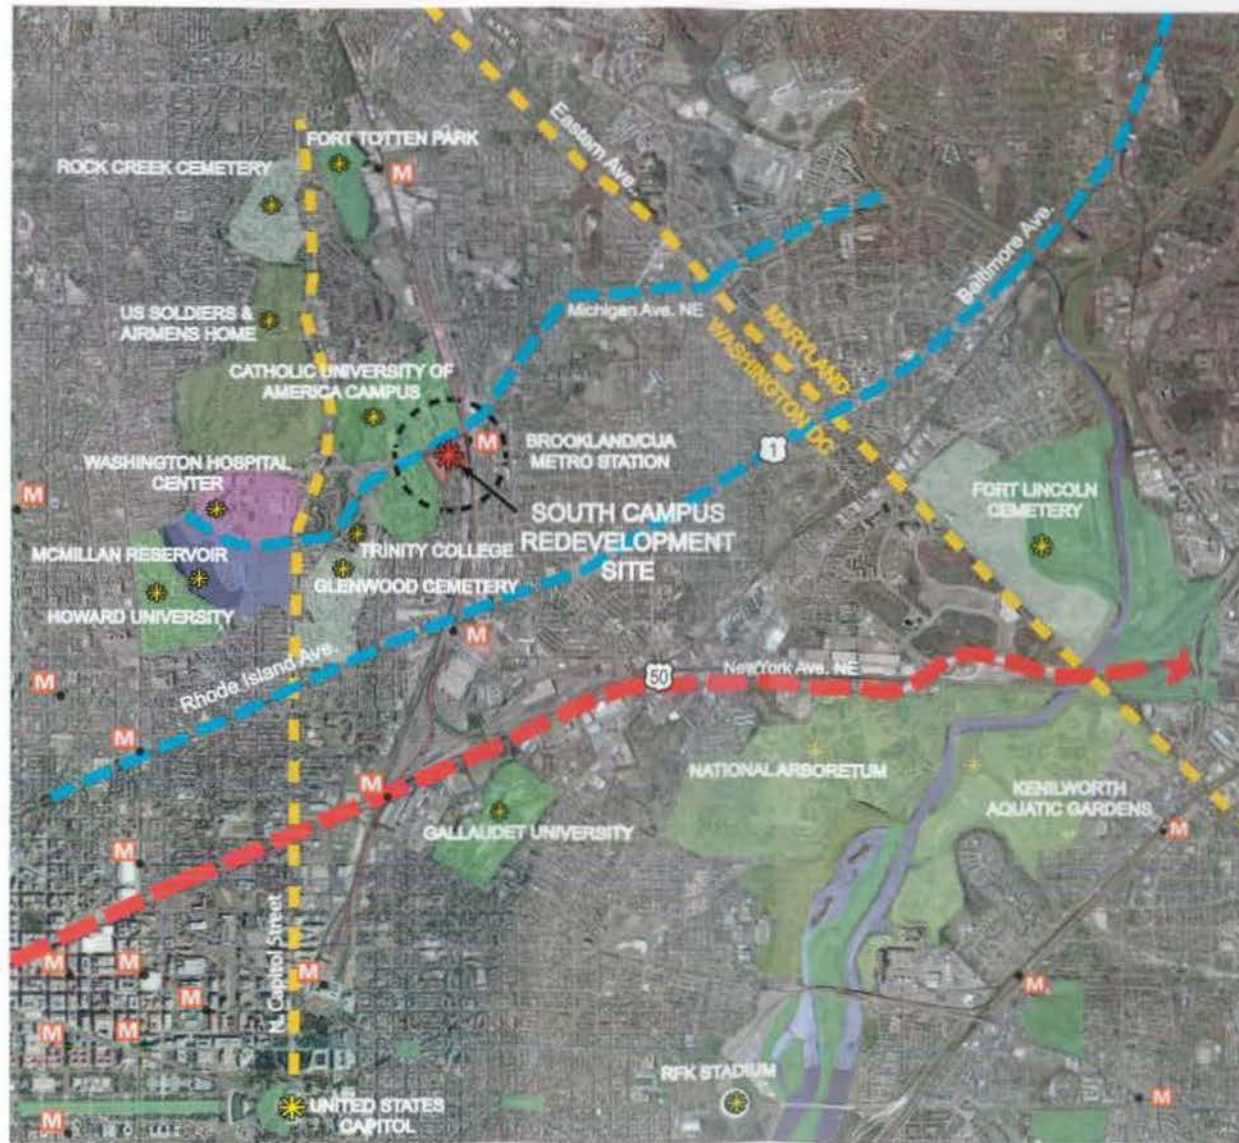 FORT TOTTEN PARK
M
ROCK CREEK CEMETERY
Eastern Ave.
Baltimore Ave.
US SOLDIERS &
AIRMENS HOME
Michigan Ave. NE
MARYLAND
WASHINGTON DC
CATHOLIC UNIVERSITY OF
AMERICA CAMPUS
M
BROOKLAND/CUA
METRO STATION
1
WASHINGTON HOSPITAL
CENTER
M
SOUTH CAMPUS
REDEVELOPMENT
SITE
FORT LINCOLN
CEMETERY
MCMILLAN RESERVOIR
TRINITY COLLEGE
GLENWOOD CEMETERY
HOWARD UNIVERSITY
M
Rhode Island Ave.
M
50
NewYork Ave. NE
M
M
NATIONAL ARBORETUM
KENILWORTH
AQUATIC GARDENS
GALLAUDET UNIVERSITY
M
M
N. Capitol Street
M
M
M
M
M
M
M
RFK STADIUM
M
UNITED STATES
CAPITOL
M